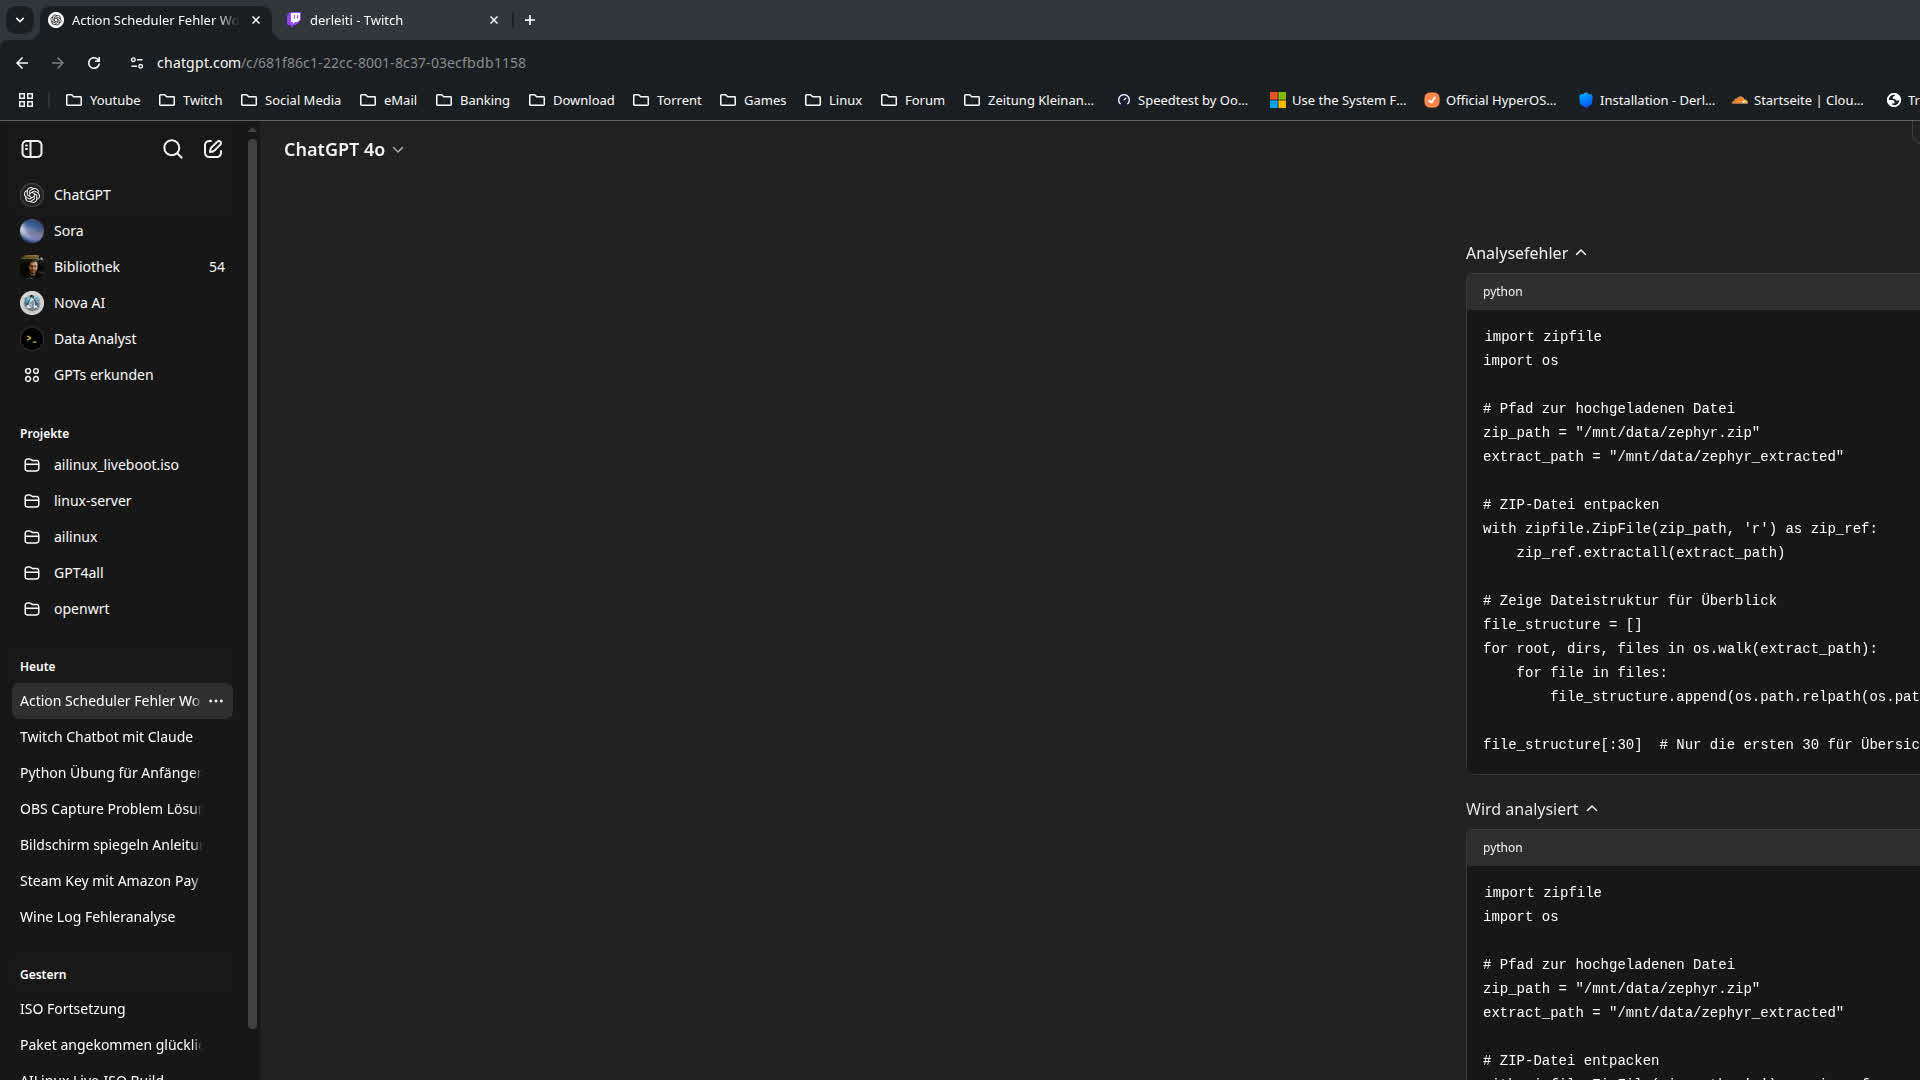 Action Scheduler Fehler Wo
derleiti - Twitch
chatgpt.com/c/681f86c1-22cc-8001-8c37-03ecfbdb1158
Youtube Twitch Social Media eMail Banking Download Torrent Games Linux Forum Zeitung Kleinan... Speedtest by Oo... Use the System F... Official HyperOS... Installation - Derl... Startseite | Clou... Tr
ChatGPT 4o
ChatGPT
Sora
Bibliothek 54
Nova AI
Data Analyst
GPTs erkunden
Projekte
ailinux_liveboot.iso
linux-server
ailinux
GPT4all
openwrt
Heute
Action Scheduler Fehler Wo
Twitch Chatbot mit Claude
Python Übung für Anfänger
OBS Capture Problem Lösu
Bildschirm spiegeln Anleitu
Steam Key mit Amazon Pay
Wine Log Fehleranalyse
Gestern
ISO Fortsetzung
Paket angekommen glückli
AILinux Live ISO Build
Analysefehler
python
import zipfile
import os
# Pfad zur hochgeladenen Datei
zip_path = "/mnt/data/zephyr.zip"
extract_path = "/mnt/data/zephyr_extracted"
# ZIP-Datei entpacken
with zipfile.ZipFile(zip_path, 'r') as zip_ref:
    zip_ref.extractall(extract_path)
# Zeige Dateistruktur für Überblick
file_structure = []
for root, dirs, files in os.walk(extract_path):
    for file in files:
        file_structure.append(os.path.relpath(os.pat
file_structure[:30]  # Nur die ersten 30 für Übersic
Wird analysiert
python
import zipfile
import os
# Pfad zur hochgeladenen Datei
zip_path = "/mnt/data/zephyr.zip"
extract_path = "/mnt/data/zephyr_extracted"
# ZIP-Datei entpacken